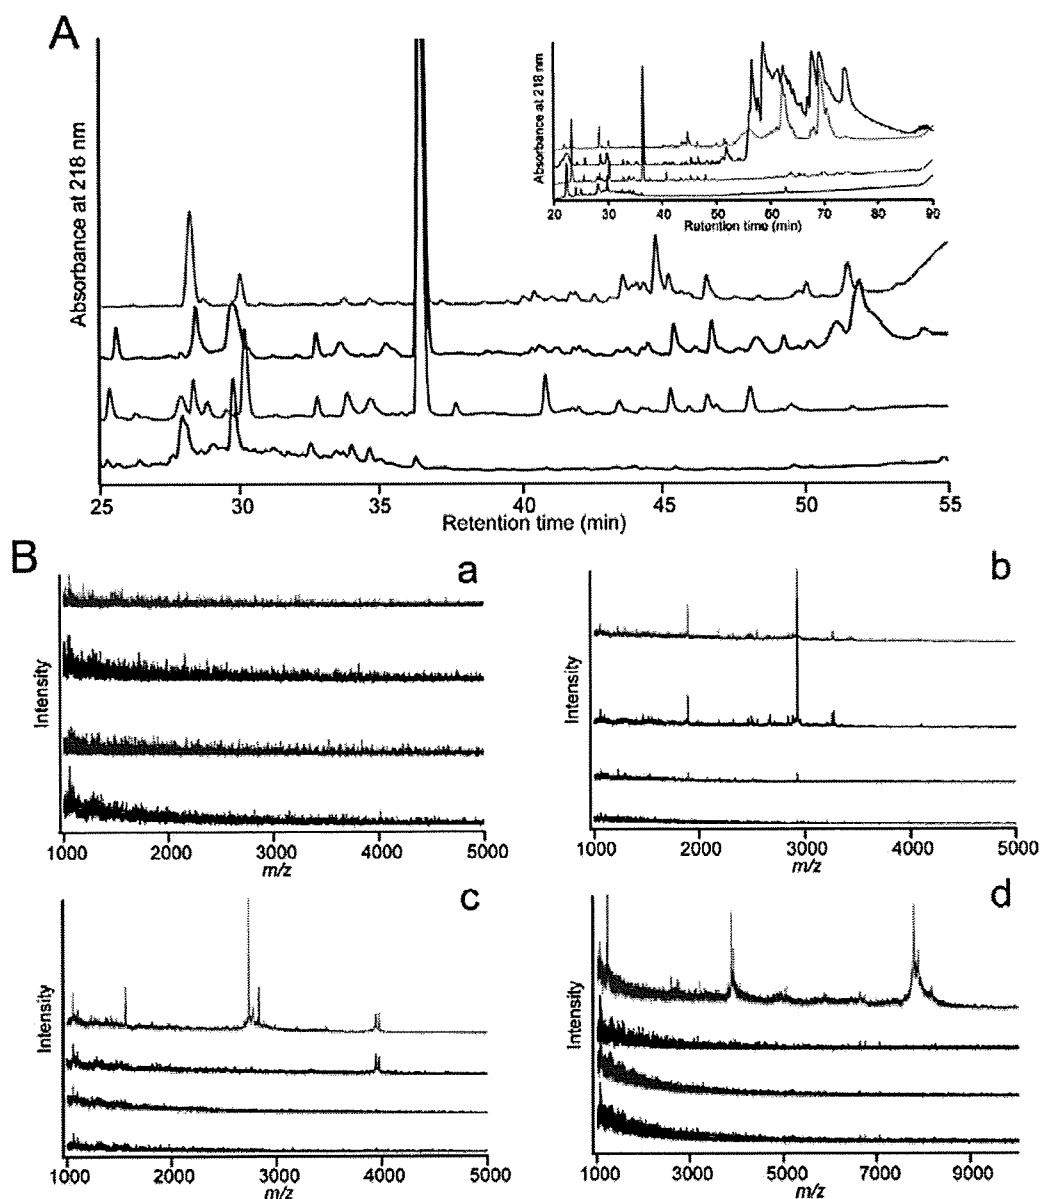 A
Absorbance at 218 nm
Absorbance at 218 nm
20 30 40 50 60 70 80 90
Retention time (min)
25 30 35 40 45 50 55
Retention time (min)
B
a
Intensity
1000 2000 3000 4000 5000
m/z
b
Intensity
1000 2000 3000 4000 5000
m/z
c
Intensity
1000 2000 3000 4000 5000
m/z
d
Intensity
1000 3000 5000 7000 9000
m/z